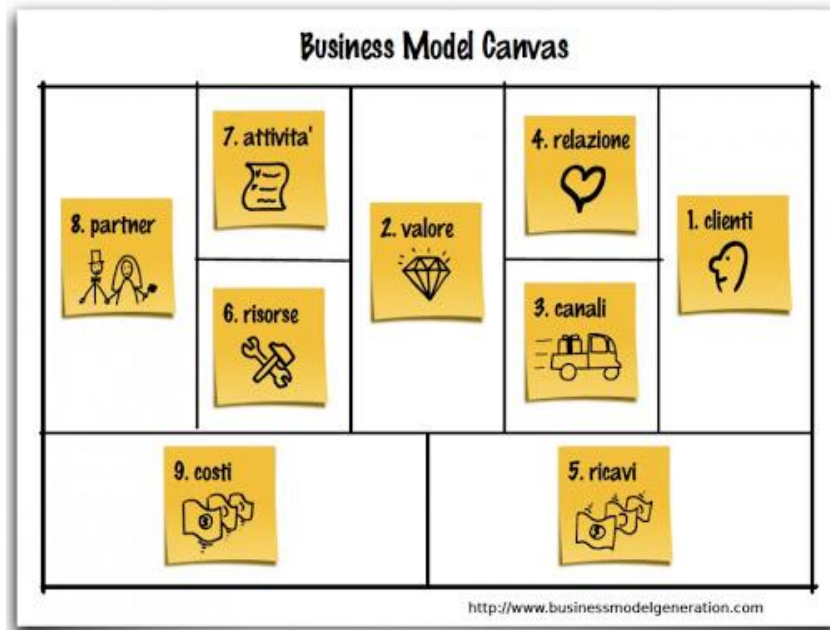 Business Model Canvas
8. partner
7. attivita'
6. risorse
2. valore
4. relazione
3. canali
1. clienti
9. costi
5. ricavi
http://www.businessmodelgeneration.com